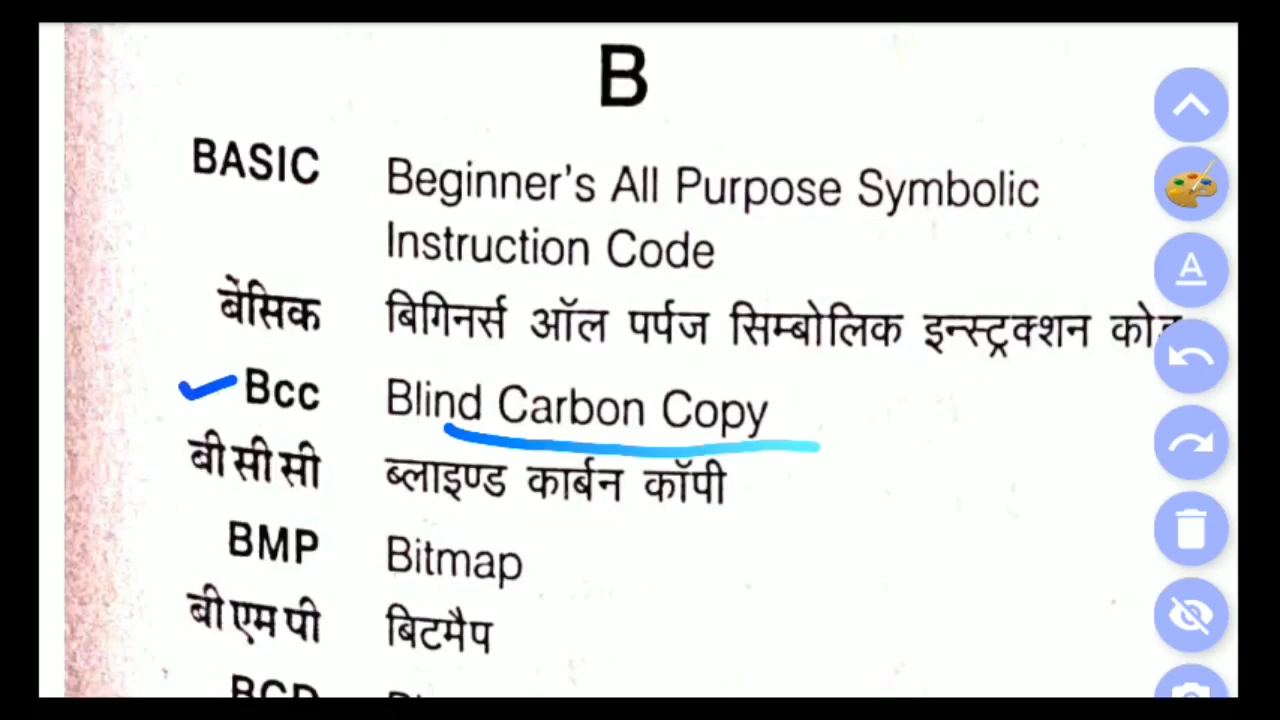 B
BASIC Beginner's All Purpose Symbolic
Instruction Code
बेसिक बिगिनर्स ऑल पर्पज सिम्बोलिक इन्स्ट्रक्शन
Bcc Blind Carbon Copy
बी सी सी ब्लाइण्ड कार्बन कॉपी
BMP Bitmap
बी एम पी बिटमैप
A